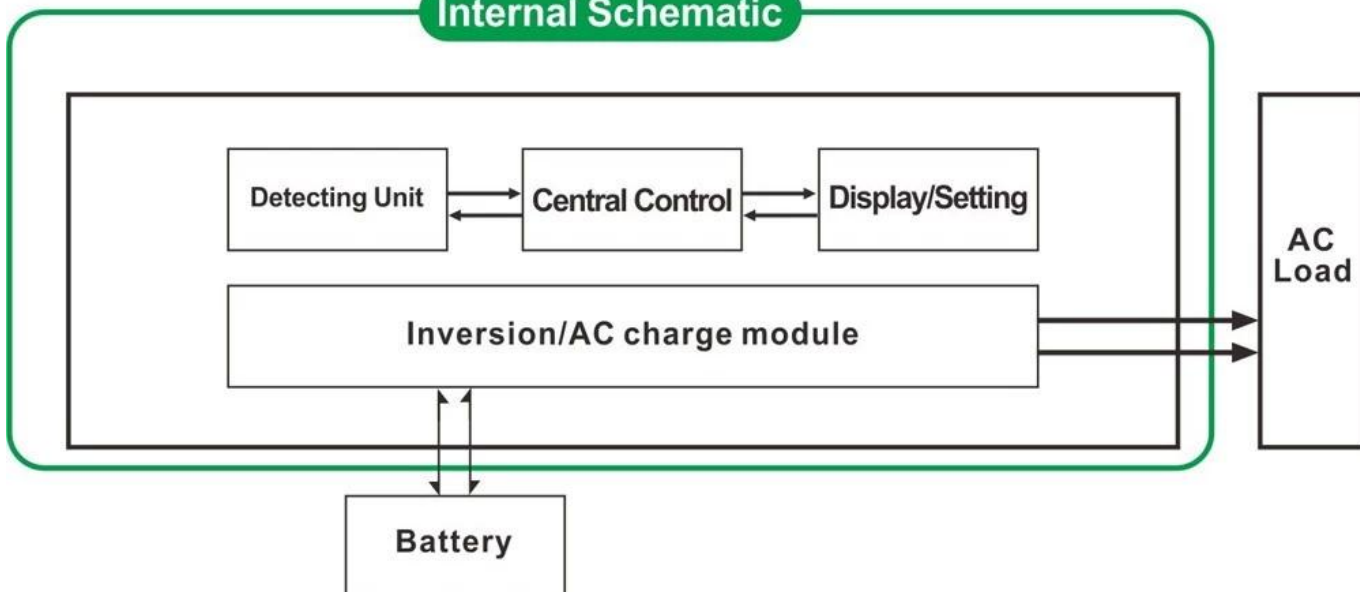 Internal Schematic
Detecting Unit
Central Control
Display/Setting
AC
Load
Inversion/AC charge module
Battery